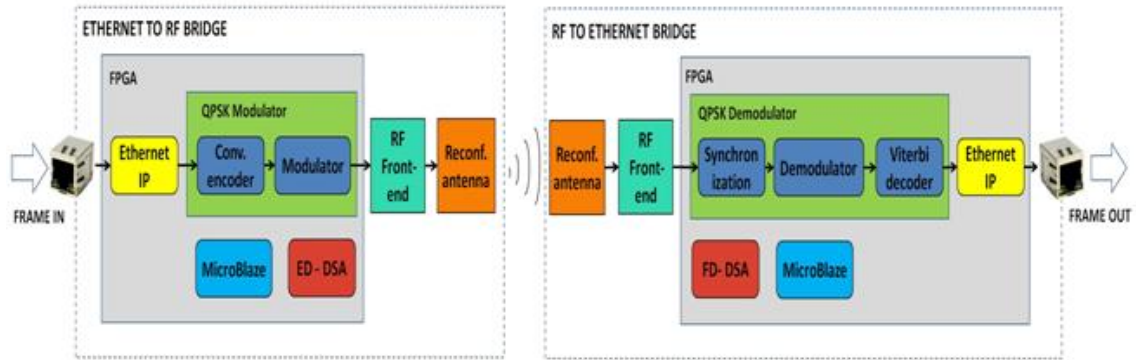 ETHERNET TO RF BRIDGE
FPGA
QPSK Modulator
Ethernet
IP
Conv.
encoder
Modulator
RF
Front-
end
Reconf.
antenna
FRAME IN
MicroBlaze
ED - DSA
RF TO ETHERNET BRIDGE
FPGA
QPSK Demodulator
Reconf.
antenna
RF
Front-
end
Synchron
ization
Demodulator
Viterbi
decoder
Ethernet
IP
FRAME OUT
FD- DSA
MicroBlaze